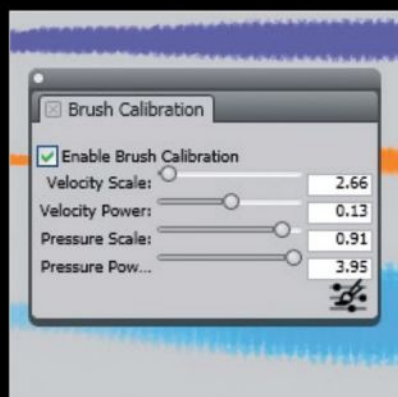 Brush Calibration
Enable Brush Calibration
Velocity Scale: 2.66
Velocity Power: 0.13
Pressure Scale: 0.91
Pressure Pow... 3.95